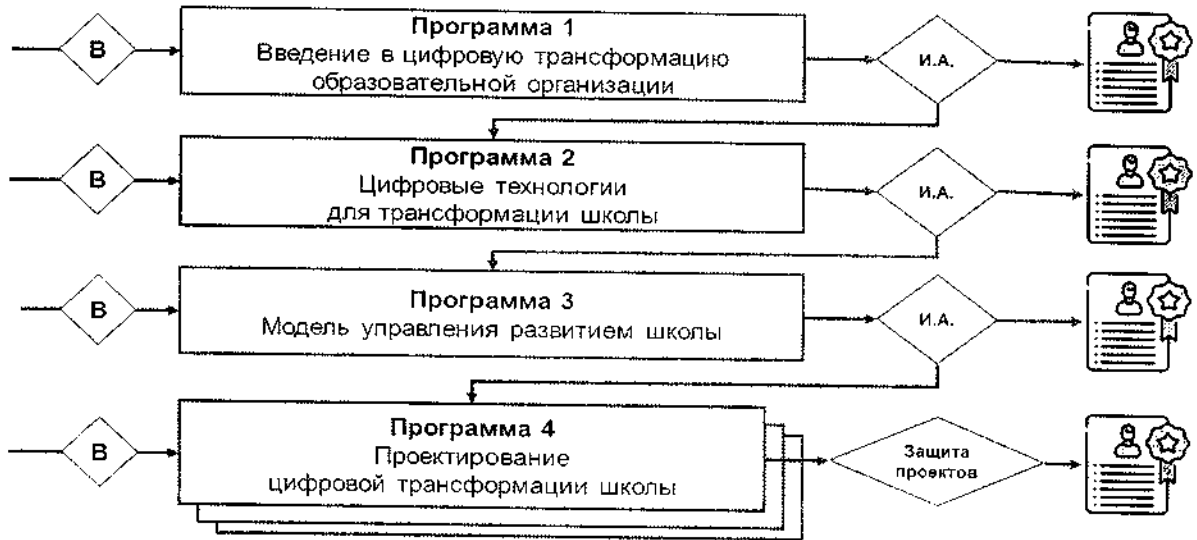 Программа 1
В
Введение в цифровую трансформацию
И.А.
образовательной организации
Программа 2
В
Цифровые технологии
И.А.
для трансформации школы
Программа 3
В
И.А.
Модель управления развитием школы
Программа 4
В
Проектирование
Защита
проектов
цифровой трансформации школы